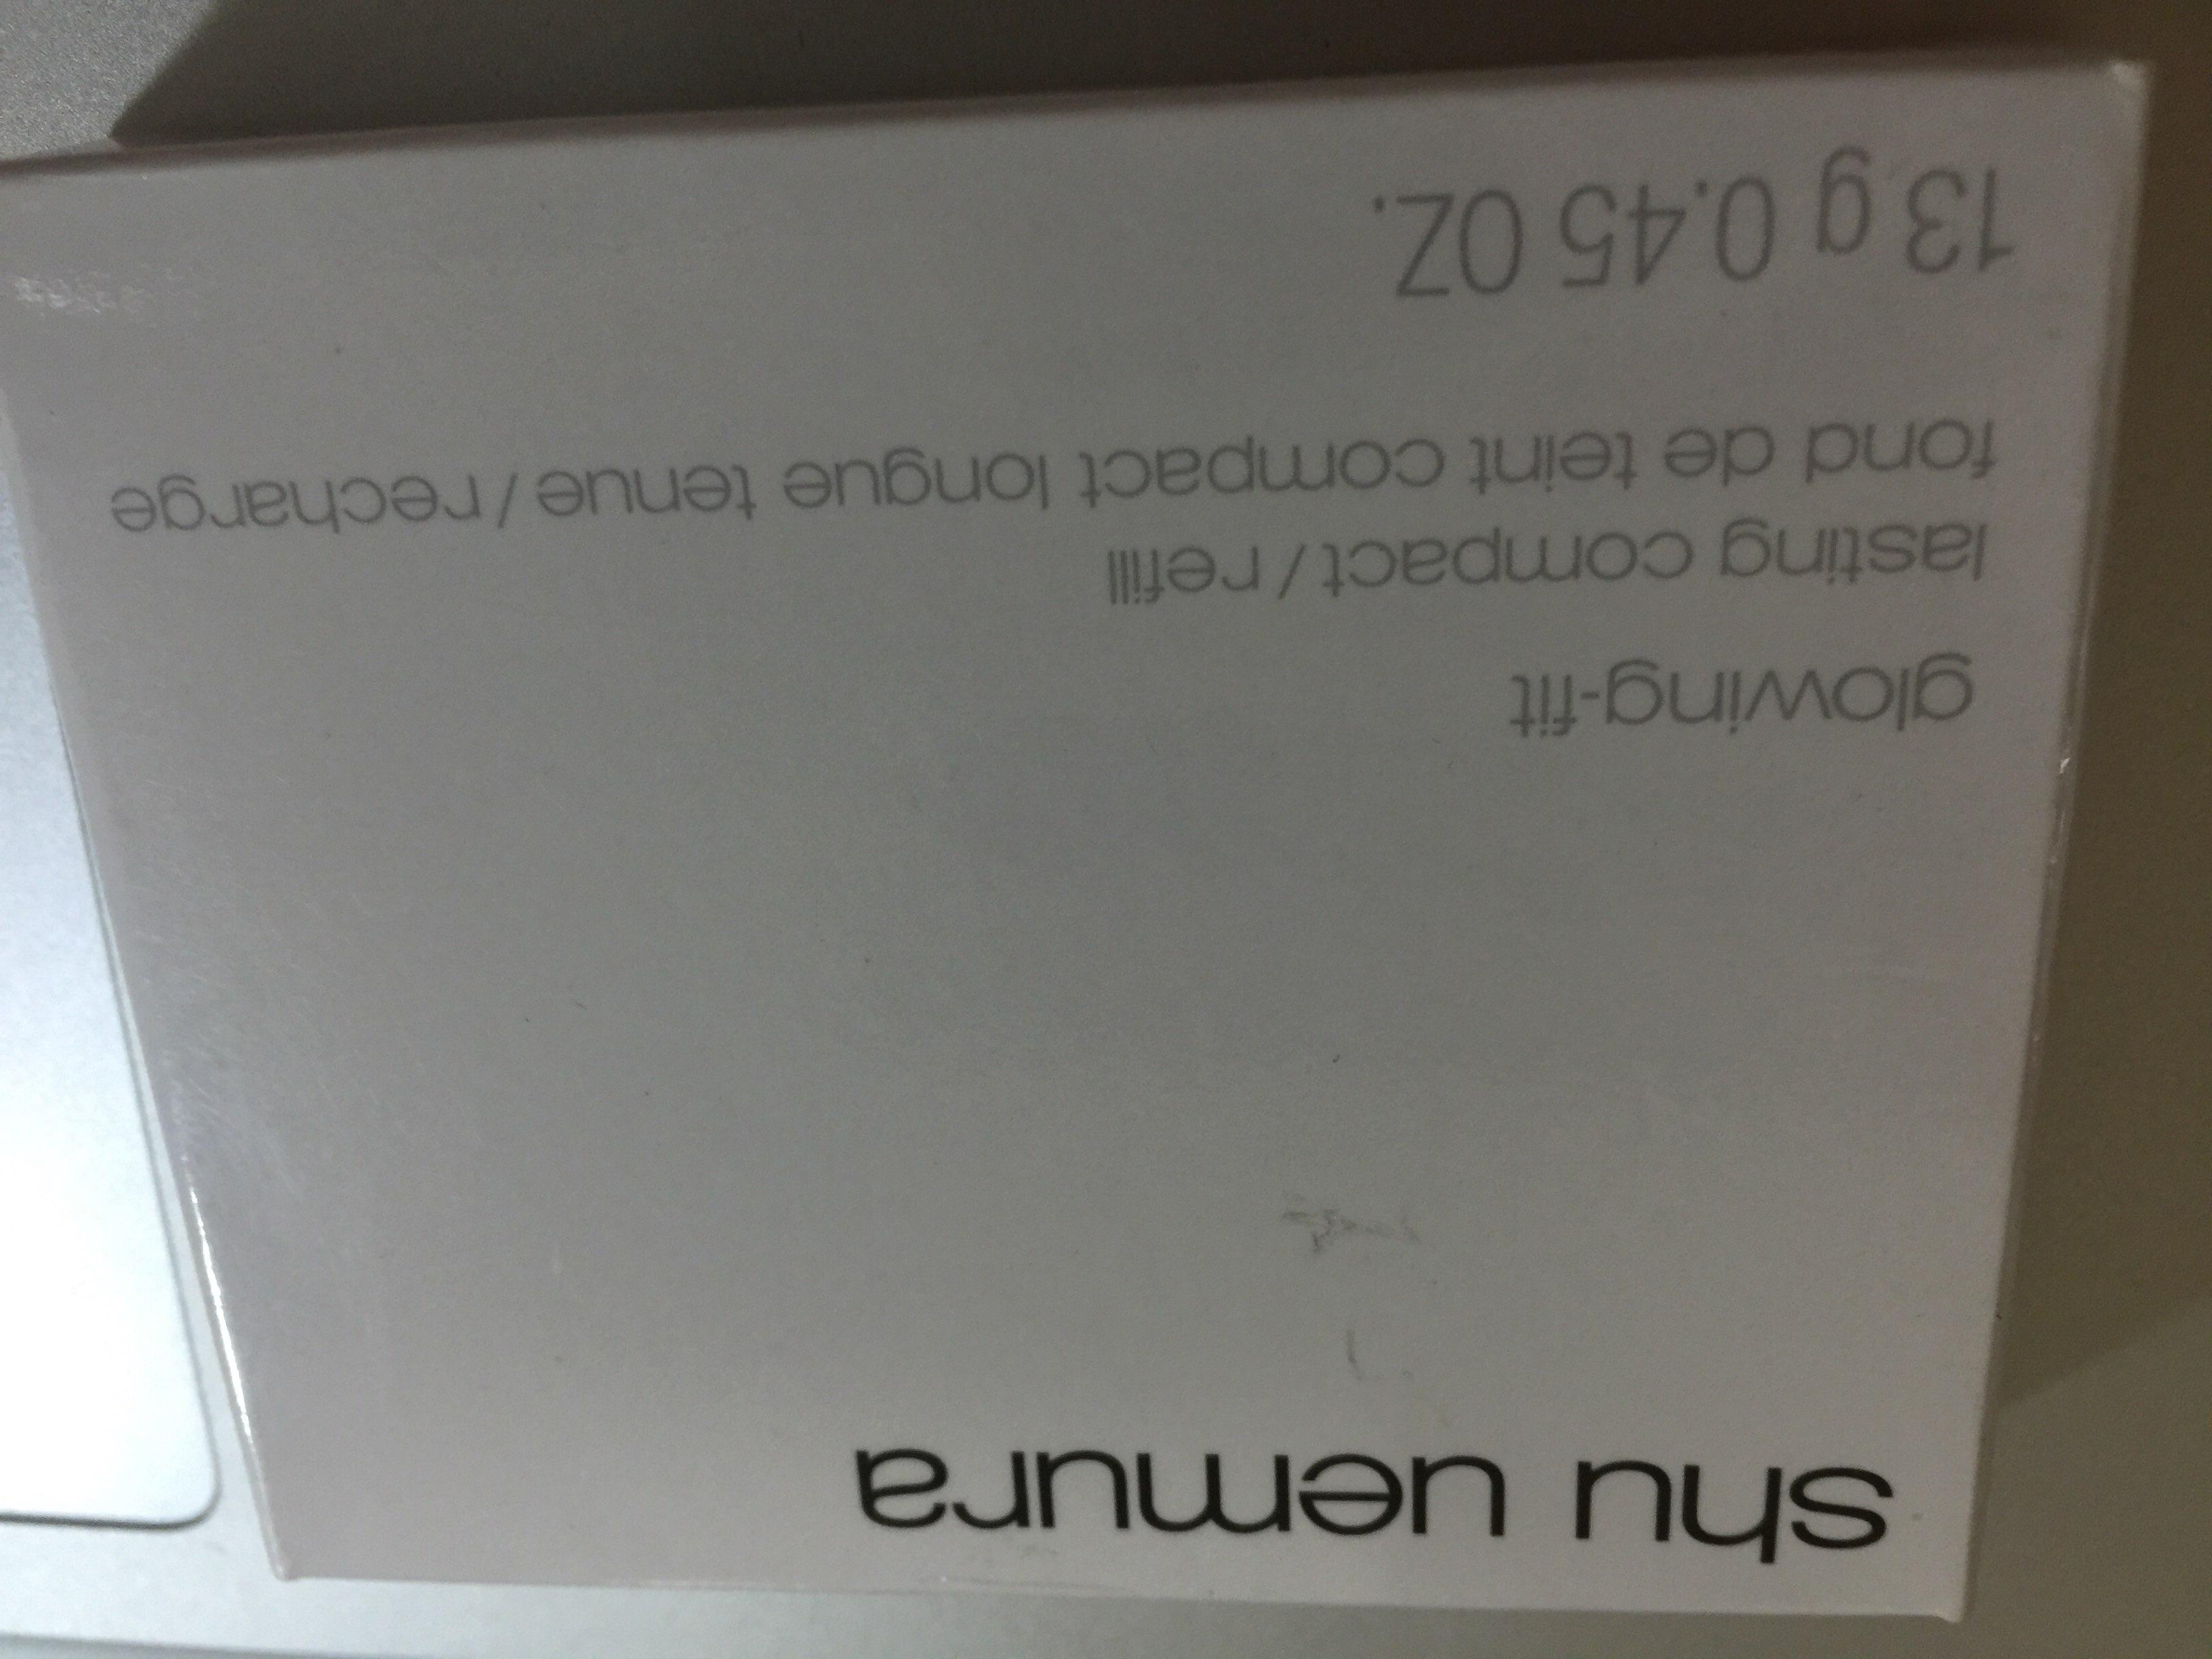 shu uemura
glowing-fit
lasting compact / refill
fond de teint compact longue tenue / recharge
13 g 0.45 OZ.